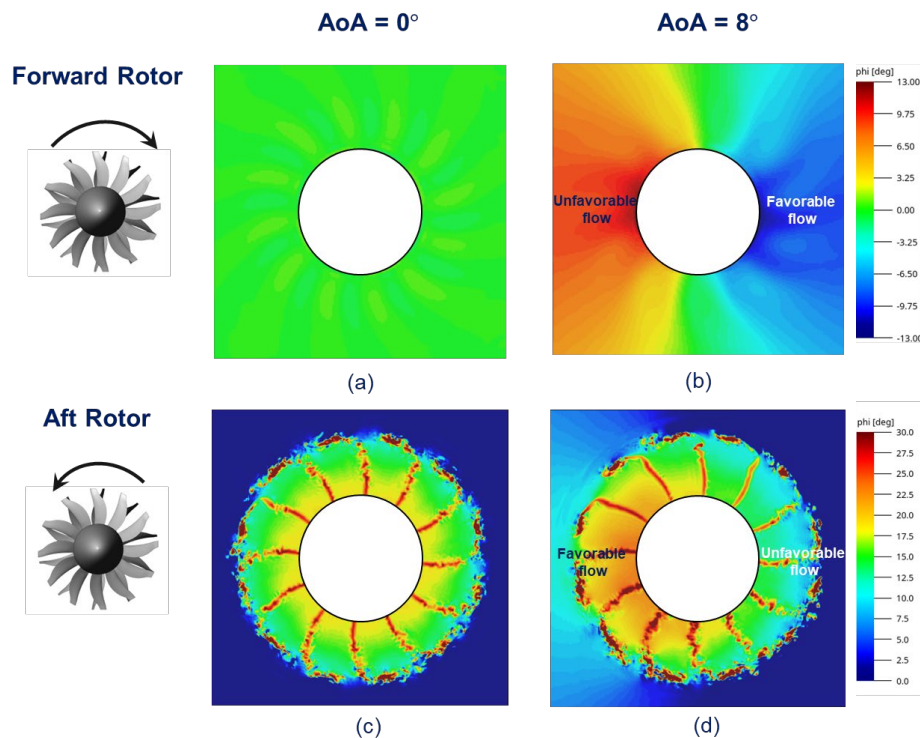 AoA = 0°
AoA = 8°
Forward Rotor
phi [deg]
13.00
9.75
6.50
3.25
0.00
-3.25
-6.50
-9.75
-13.00
Unfavorable
flow
Favorable
flow
(a)
(b)
Aft Rotor
phi [deg]
30.0
27.5
25.0
22.5
20.0
17.5
15.0
12.5
10.0
7.5
5.0
2.5
0.0
Favorable
flow
Unfavorable
flow
(c)
(d)